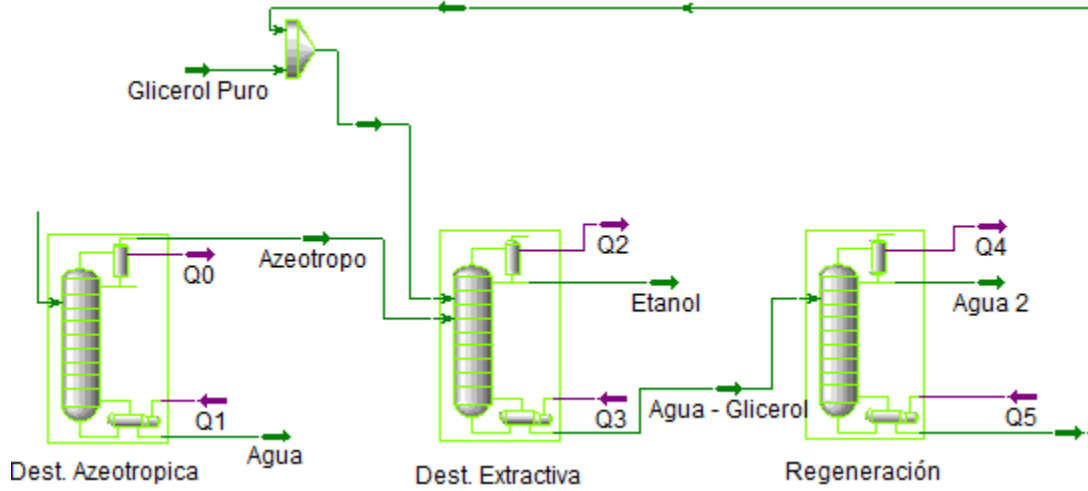 Glicerol Puro
Azeotropo
Q0
Q2
Q4
Etanol
Agua 2
Q1
Q3
Agua - Glicerol
Q5
Agua
Dest. Azeotropica
Dest. Extractiva
Regeneración